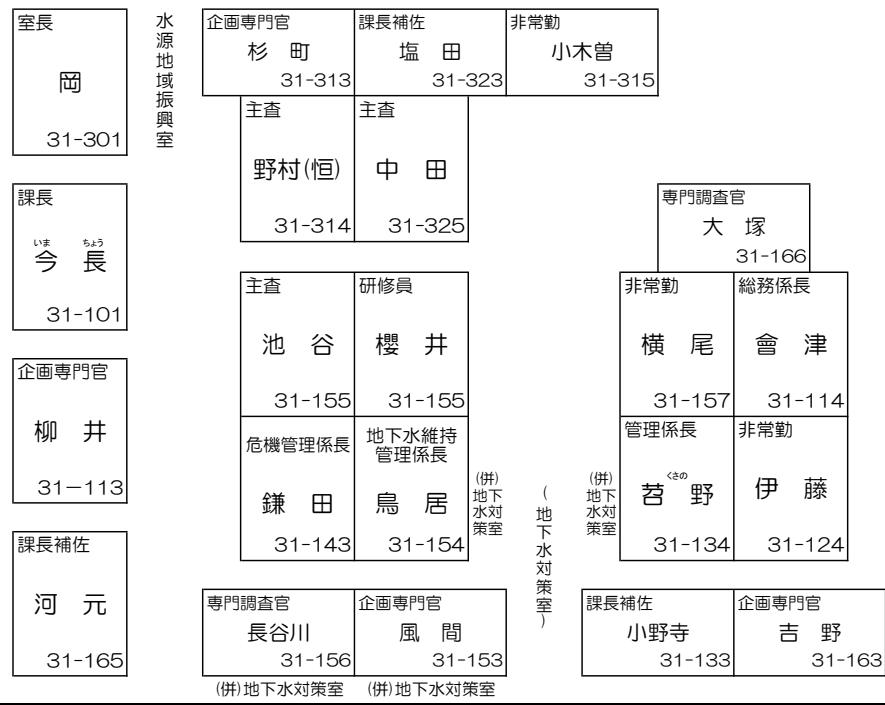 室長
岡
31-301
水源地域振興室
企画専門官
杉 町
31-313
課長補佐
塩 田
31-323
非常勤
小木曽
31-315
主査
野村(恒)
31-314
主査
中 田
31-325
課長
いま ちょう
今 長
31-101
専門調査官
大 塚
31-166
主査
池 谷
31-155
研修員
櫻 井
31-155
非常勤
横 尾
31-157
総務係長
會 津
31-114
企画専門官
柳 井
31－113
危機管理係長
鎌 田
31-143
地下水維持
管理係長
鳥 居
31-154
(併)
地下
水対
策室
(地下水対策室)
(併)
地下
水対
策室
管理係長
くさの
苔 野
31-134
非常勤
伊 藤
31-124
課長補佐
河 元
31-165
専門調査官
長谷川
31-156
企画専門官
風 間
31-153
(併)地下水対策室
(併)地下水対策室
課長補佐
小野寺
31-133
企画専門官
吉 野
31-163